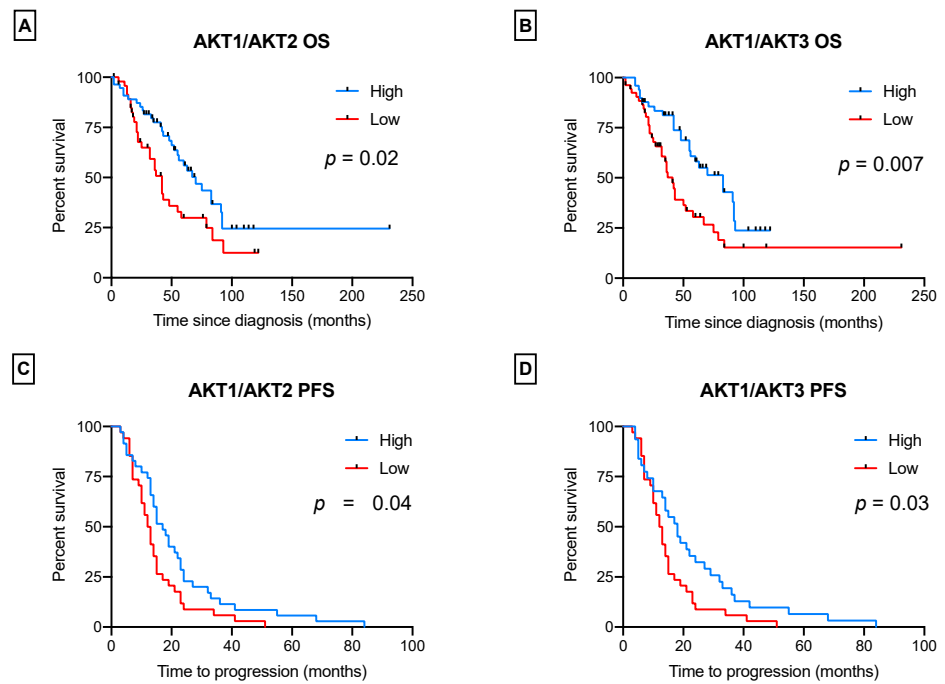 A
AKT1/AKT2 OS
Percent survival
100
75
50
25
0
0 50 100 150 200 250
Time since diagnosis (months)
High
Low
p = 0.02
B
AKT1/AKT3 OS
Percent survival
100
75
50
25
0
0 50 100 150 200 250
Time since diagnosis (months)
High
Low
p = 0.007
C
AKT1/AKT2 PFS
Percent survival
100
75
50
25
0
0 20 40 60 80 100
Time to progression (months)
High
Low
p = 0.04
D
AKT1/AKT3 PFS
Percent survival
100
75
50
25
0
0 20 40 60 80 100
Time to progression (months)
High
Low
p = 0.03